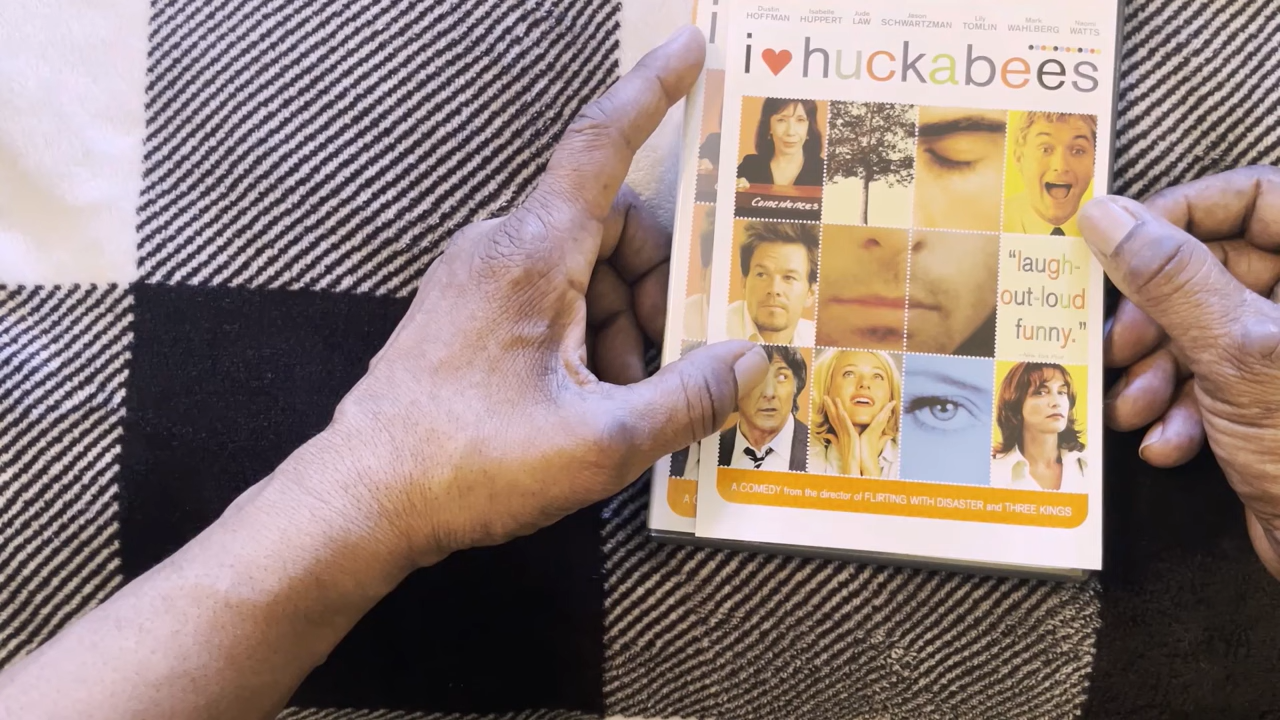 Dustin HOFFMAN Isabelle HUPPERT Jude LAW Jason SCHWARTZMAN Lily TOMLIN Mark WAHLBERG Naomi WATTS
i ♥ huckabees
Coincidences
“laugh-
out-loud
funny.”
A COMEDY from the director of FLIRTING WITH DISASTER and THREE KINGS
A C